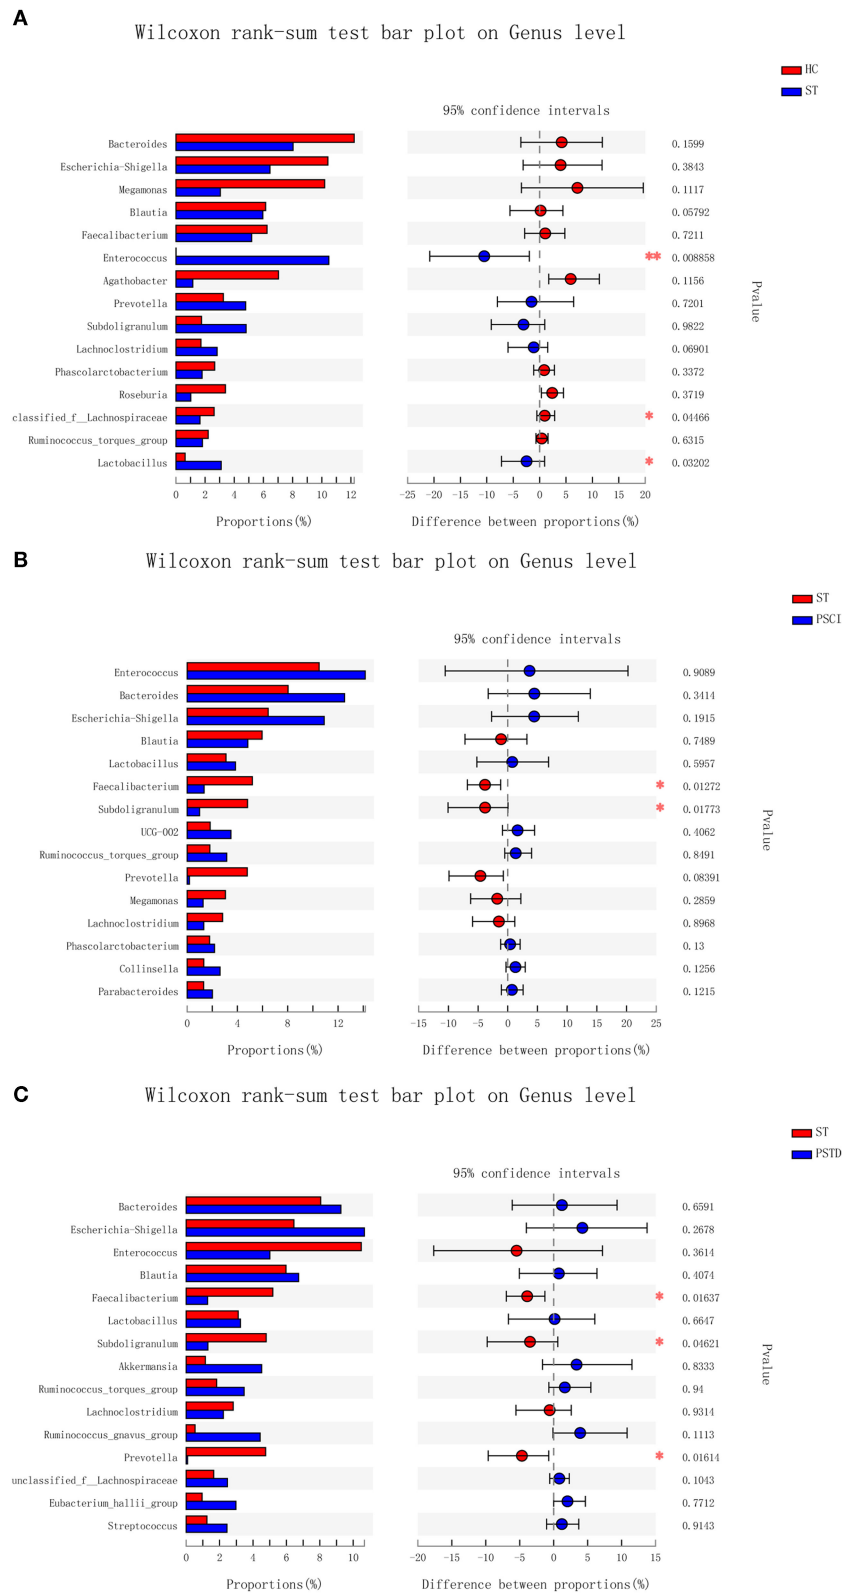 A
Wilcoxon rank-sum test bar plot on Genus level
HC
ST
95% confidence intervals
Bacteroides 0.1599
Escherichia-Shigella 0.3843
Megamonas 0.1117
Blautia 0.05792
Faecalibacterium 0.7211
Enterococcus ** 0.008858
Agathobacter 0.1156
Prevotella 0.7201
Subdoligranulum 0.9822
Lachnoclostridium 0.06901
Phascolarctobacterium 0.3372
Roseburia 0.3719
classified_f__Lachnospiraceae * 0.04466
Ruminococcus_torques_group 0.6315
Lactobacillus * 0.03202
Pvalue
0 2 4 6 8 10 12 -25 -20 -15 -10 -5 0 5 10 15 20
Proportions(%) Difference between proportions(%)
B
Wilcoxon rank-sum test bar plot on Genus level
ST
PSCI
95% confidence intervals
Enterococcus 0.9089
Bacteroides 0.3414
Escherichia-Shigella 0.1915
Blautia 0.7489
Lactobacillus 0.5957
Faecalibacterium * 0.01272
Subdoligranulum * 0.01773
UCG-002 0.4062
Ruminococcus_torques_group 0.8491
Prevotella 0.08391
Megamonas 0.2859
Lachnoclostridium 0.8968
Phascolarctobacterium 0.13
Collinsella 0.1256
Parabacteroides 0.1215
Pvalue
0 4 8 12 -15 -10 -5 0 5 10 15 20 25
Proportions(%) Difference between proportions(%)
C
Wilcoxon rank-sum test bar plot on Genus level
ST
PSTD
95% confidence intervals
Bacteroides 0.6591
Escherichia-Shigella 0.2678
Enterococcus 0.3614
Blautia 0.4074
Faecalibacterium * 0.01637
Lactobacillus 0.6647
Subdoligranulum * 0.04621
Akkermansia 0.8333
Ruminococcus_torques_group 0.94
Lachnoclostridium 0.9314
Ruminococcus_gnavus_group 0.1113
Prevotella * 0.01614
unclassified_f__Lachnospiraceae 0.1043
Eubacterium_hallii_group 0.7712
Streptococcus 0.9143
Pvalue
0 2 4 6 8 10 -20 -15 -10 -5 0 5 10 15
Proportions(%) Difference between proportions(%)